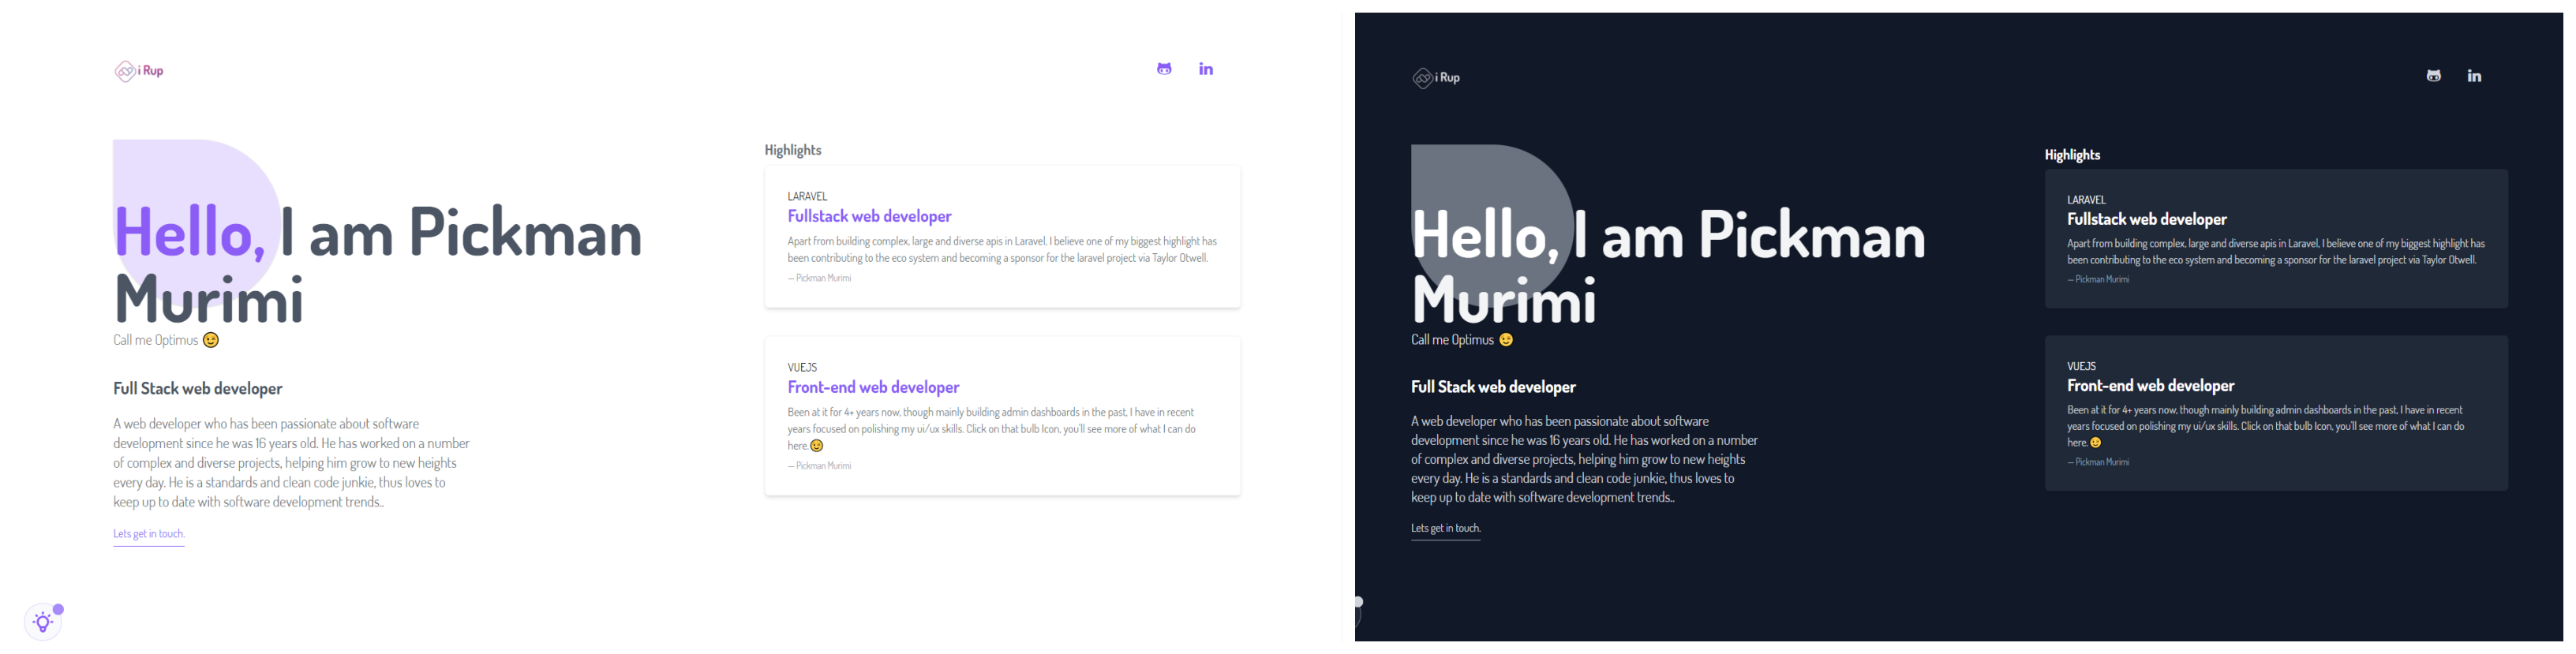 i Rup
Hello, I am Pickman
Murimi
Call me Optimus 😉
Full Stack web developer
A web developer who has been passionate about software
development since he was 16 years old. He has worked on a number
of complex and diverse projects, helping him grow to new heights
every day. He is a standards and clean code junkie, thus loves to
keep up to date with software development trends..
Lets get in touch.
in
Highlights
LARAVEL
Fullstack web developer
Apart from building complex, large and diverse apis in Laravel, I believe one of my biggest highlight has
been contributing to the eco system and becoming a sponsor for the laravel project via Taylor Otwell.
— Pickman Murimi
VUEJS
Front-end web developer
Been at it for 4+ years now, though mainly building admin dashboards in the past, I have in recent
years focused on polishing my ui/ux skills. Click on that bulb Icon, you'll see more of what I can do
here.😉
— Pickman Murimi
i Rup
Hello, I am Pickman
Murimi
Call me Optimus 😉
Full Stack web developer
A web developer who has been passionate about software
development since he was 16 years old. He has worked on a number
of complex and diverse projects, helping him grow to new heights
every day. He is a standards and clean code junkie, thus loves to
keep up to date with software development trends..
Lets get in touch.
in
Highlights
LARAVEL
Fullstack web developer
Apart from building complex, large and diverse apis in Laravel, I believe one of my biggest highlight has
been contributing to the eco system and becoming a sponsor for the laravel project via Taylor Otwell.
— Pickman Murimi
VUEJS
Front-end web developer
Been at it for 4+ years now, though mainly building admin dashboards in the past, I have in recent
years focused on polishing my ui/ux skills. Click on that bulb Icon, you'll see more of what I can do
here.😉
— Pickman Murimi